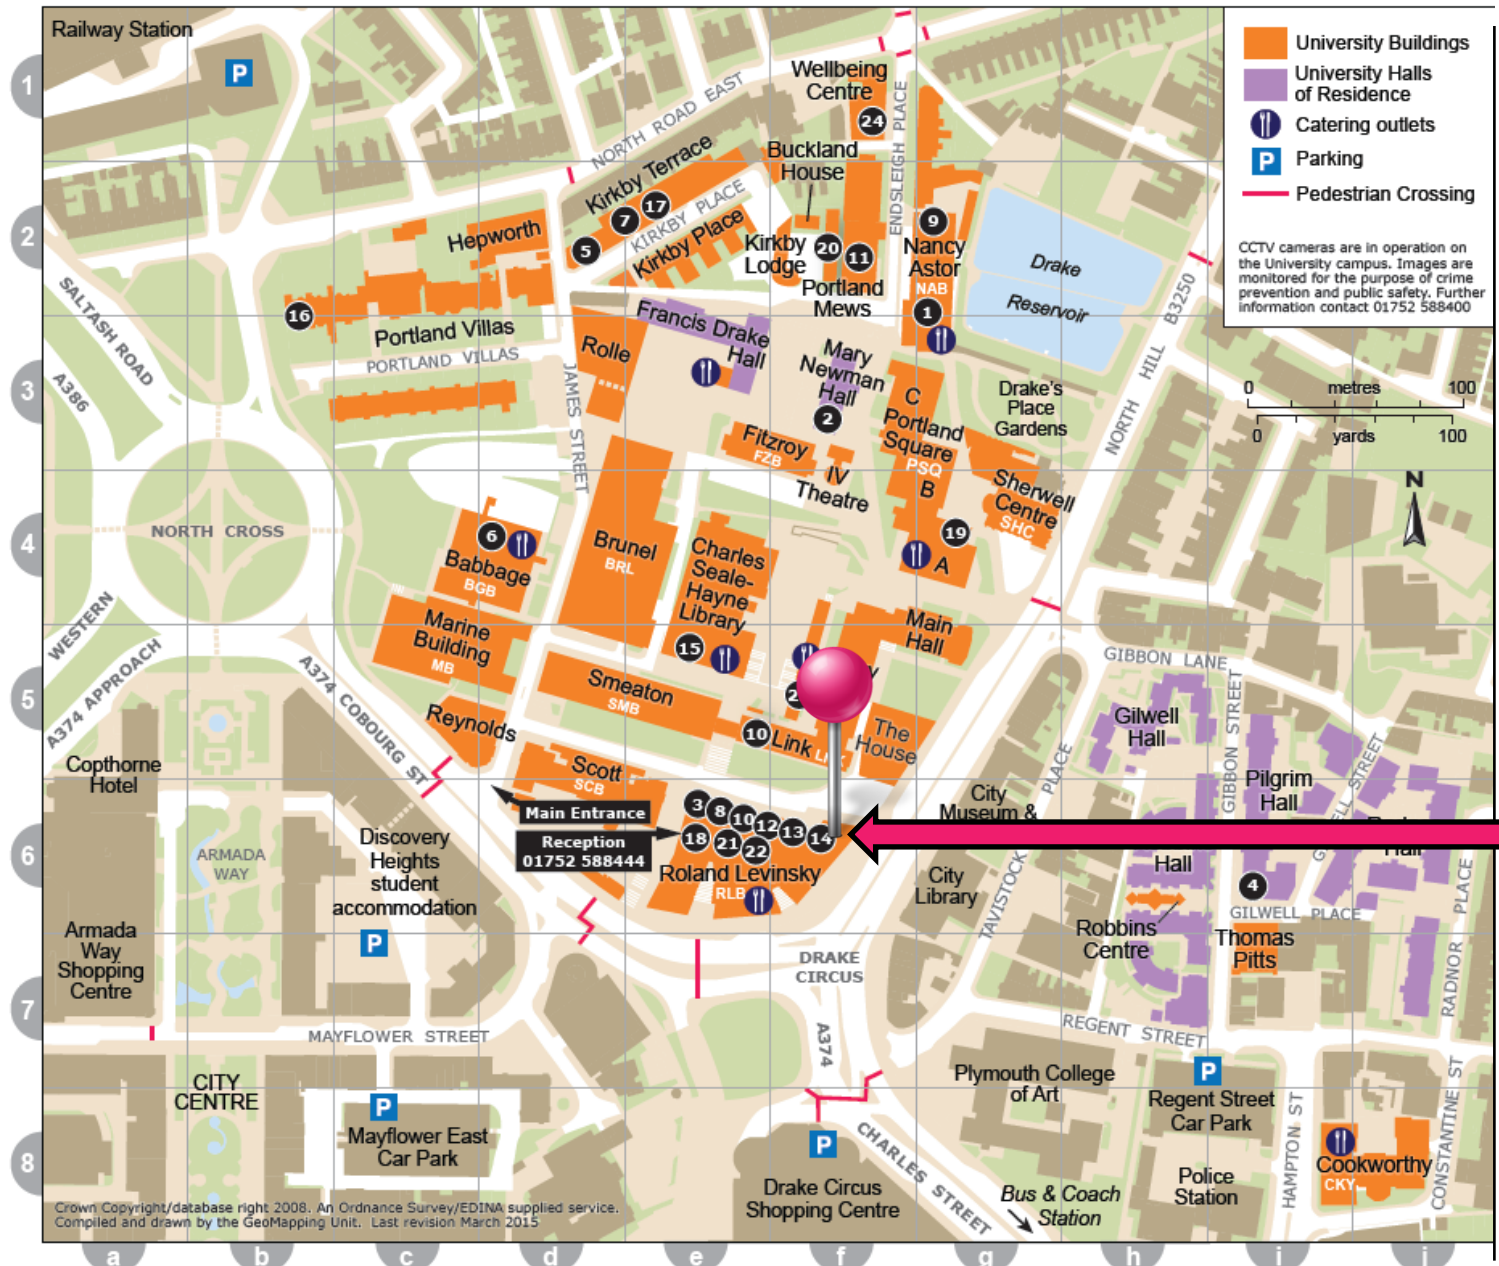 Railway Station
P
1
2
3
4
5
6
7
8
University Buildings
University Halls
of Residence
Catering outlets
P
Parking
Pedestrian Crossing
CCTV cameras are in operation on
the University campus. Images are
monitored for the purpose of crime
prevention and public safety. Further
information contact 01752 588400
Wellbeing
Centre
24
NORTH ROAD EAST
ENDSLEIGH PLACE
Buckland
House
Kirkby Terrace
17
7
5
KIRKBY PLACE
Kirkby Place
Hepworth
Kirkby
Lodge
20
11
Portland
Mews
9
Nancy
Astor
NAB
1
Drake
Reservoir
NORTH HILL B3250
SALTASH ROAD
A386
16
Portland Villas
PORTLAND VILLAS
JAMES STREET
Rolle
Francis Drake
Hall
Mary
Newman
Hall
2
C
Portland
Square
PSQ
B
19
A
Drake's
Place
Gardens
0 metres 100
0 yards 100
N
Fitzroy
FZB
IV
Theatre
Sherwell
Centre
SHC
NORTH CROSS
6
Babbage
BGB
Brunel
BRL
Charles
Seale-
Hayne
Library
15
Main
Hall
Marine
Building
MB
WESTERN
A374 APPROACH
A374 COBOURG ST
Smeaton
SMB
Reynolds
10
Link
The
House
GIBBON LANE
GIBBON STREET
Gilwell
Hall
Pilgrim
Hall
Copthorne
Hotel
Scott
SCB
Main Entrance
Reception
01752 588444
3
8
10
12
13
14
18
21
22
Roland Levinsky
RLB
City
Museum &
City
Library
TAVISTOCK PLACE
Hall
4
GILWELL PLACE
Robbins
Centre
Thomas
Pitts
RADNOR PLACE
ARMADA
WAY
Discovery
Heights
student
accommodation
P
Armada
Way
Shopping
Centre
DRAKE
CIRCUS
A374
MAYFLOWER STREET
REGENT STREET
CITY
CENTRE
P
Mayflower East
Car Park
P
Drake Circus
Shopping Centre
CHARLES STREET
Plymouth College
of Art
P
Regent Street
Car Park
Police
Station
Bus & Coach
Station
HAMPTON ST
CONSTANTINE ST
Cookworthy
CKY
Crown Copyright/database right 2008. An Ordnance Survey/EDINA supplied service.
Compiled and drawn by the GeoMapping Unit. Last revision March 2015
a b c d e f g h i j